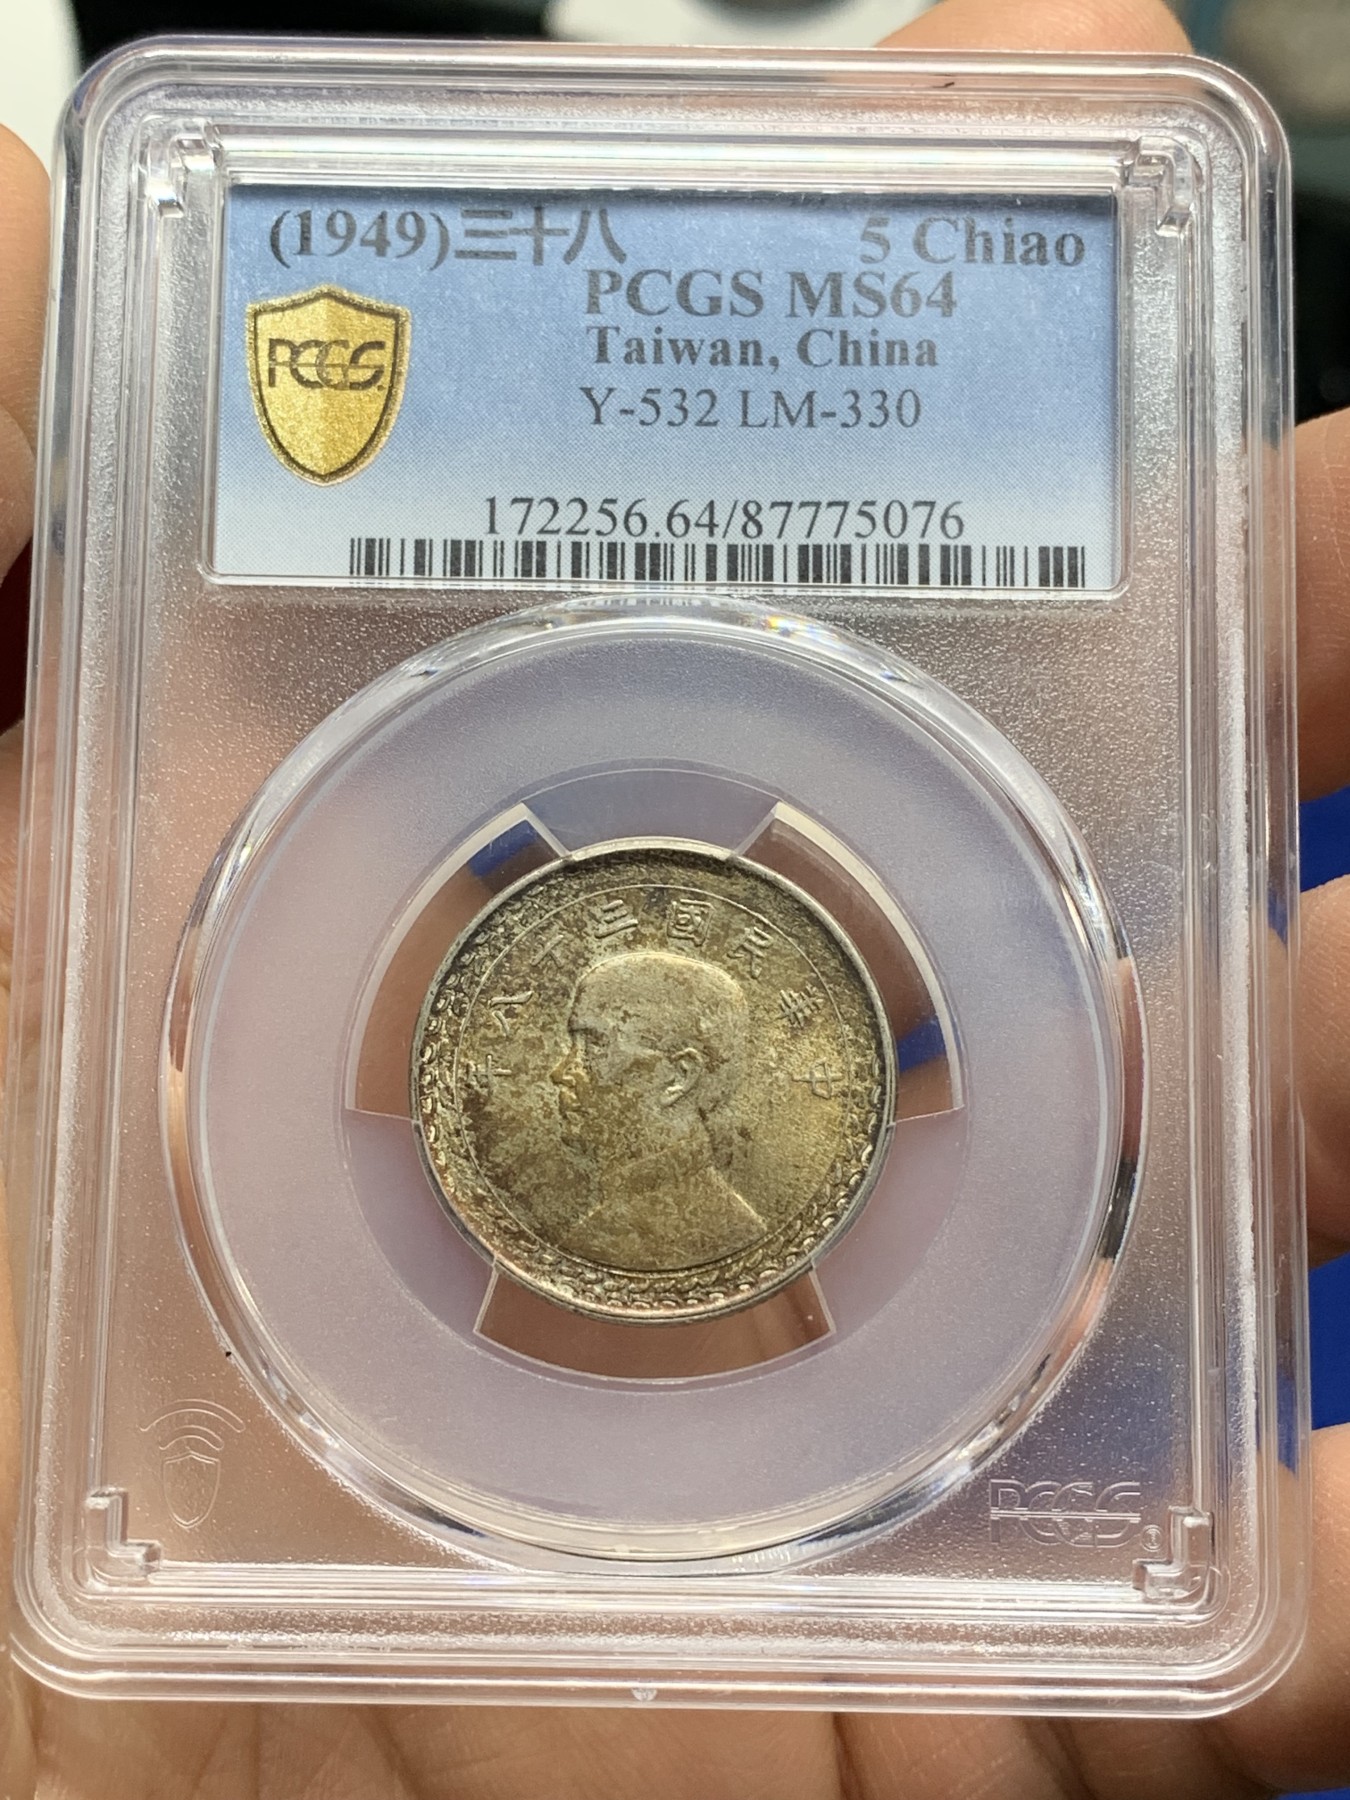 (1949)三十八 5 Chiao
PCGS MS64
PCGS
Taiwan, China
Y-532 LM-330
172256.64/87775076
年八十三國民華中
PCGS